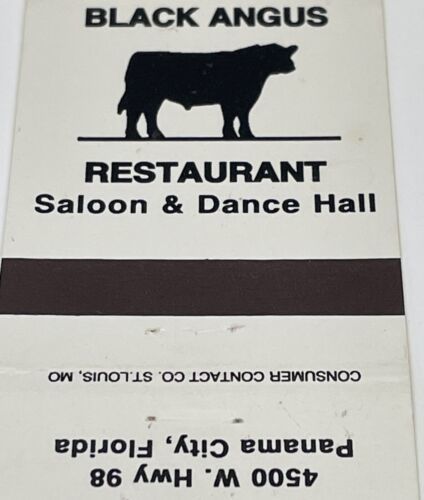 BLACK ANGUS
RESTAURANT
Saloon & Dance Hall
CONSUMER CONTACT CO. ST.LOUIS, MO
4500 W. Hwy 98
Panama City, Florida